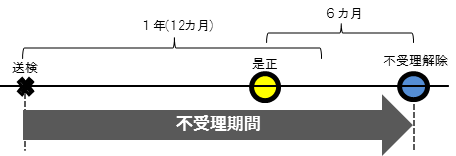 １年(12カ月)
６カ月
送検
是正
不受理解除
不受理期間